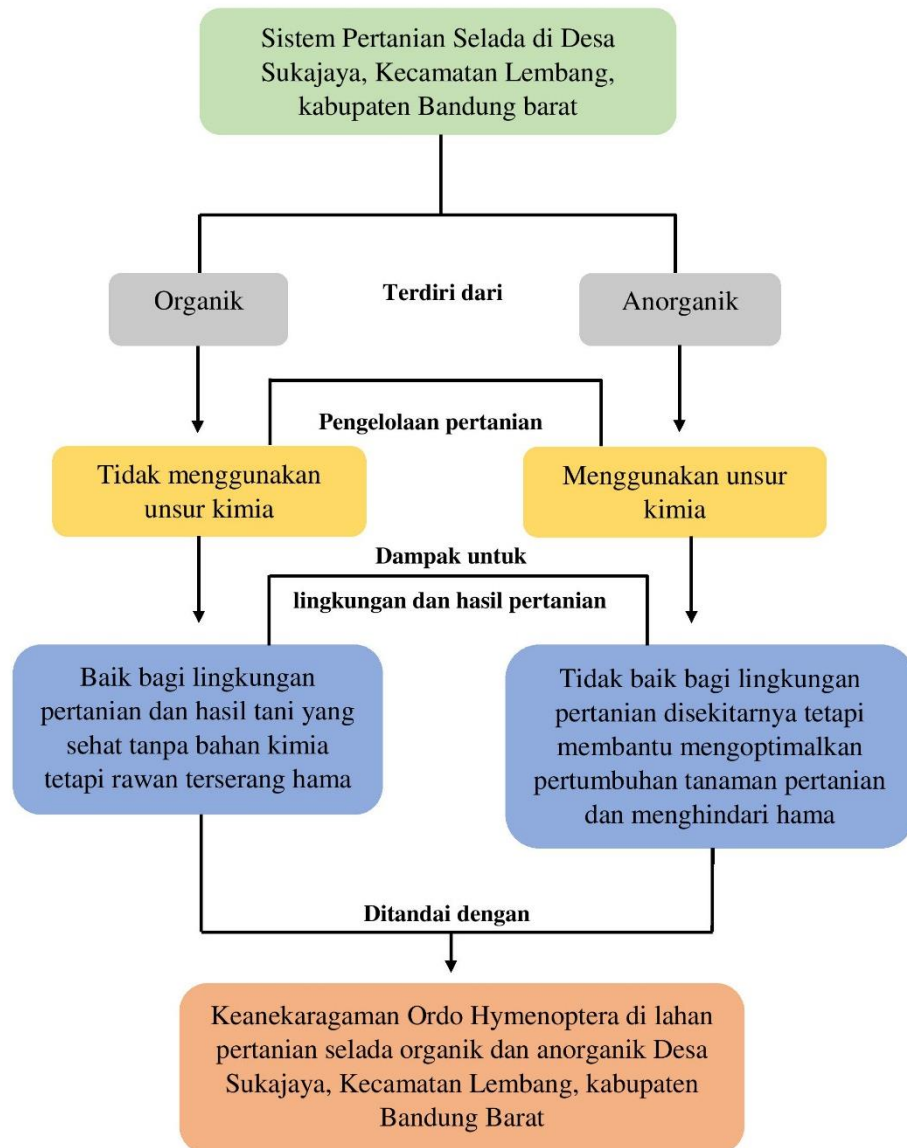 Sistem Pertanian Selada di Desa
Sukajaya, Kecamatan Lembang,
kabupaten Bandung barat
Organik
Terdiri dari
Anorganik
Pengelolaan pertanian
Tidak menggunakan
unsur kimia
Menggunakan unsur
kimia
Dampak untuk
lingkungan dan hasil pertanian
Baik bagi lingkungan
pertanian dan hasil tani yang
sehat tanpa bahan kimia
tetapi rawan terserang hama
Tidak baik bagi lingkungan
pertanian disekitarnya tetapi
membantu mengoptimalkan
pertumbuhan tanaman pertanian
dan menghindari hama
Ditandai dengan
Keanekaragaman Ordo Hymenoptera di lahan
pertanian selada organik dan anorganik Desa
Sukajaya, Kecamatan Lembang, kabupaten
Bandung Barat